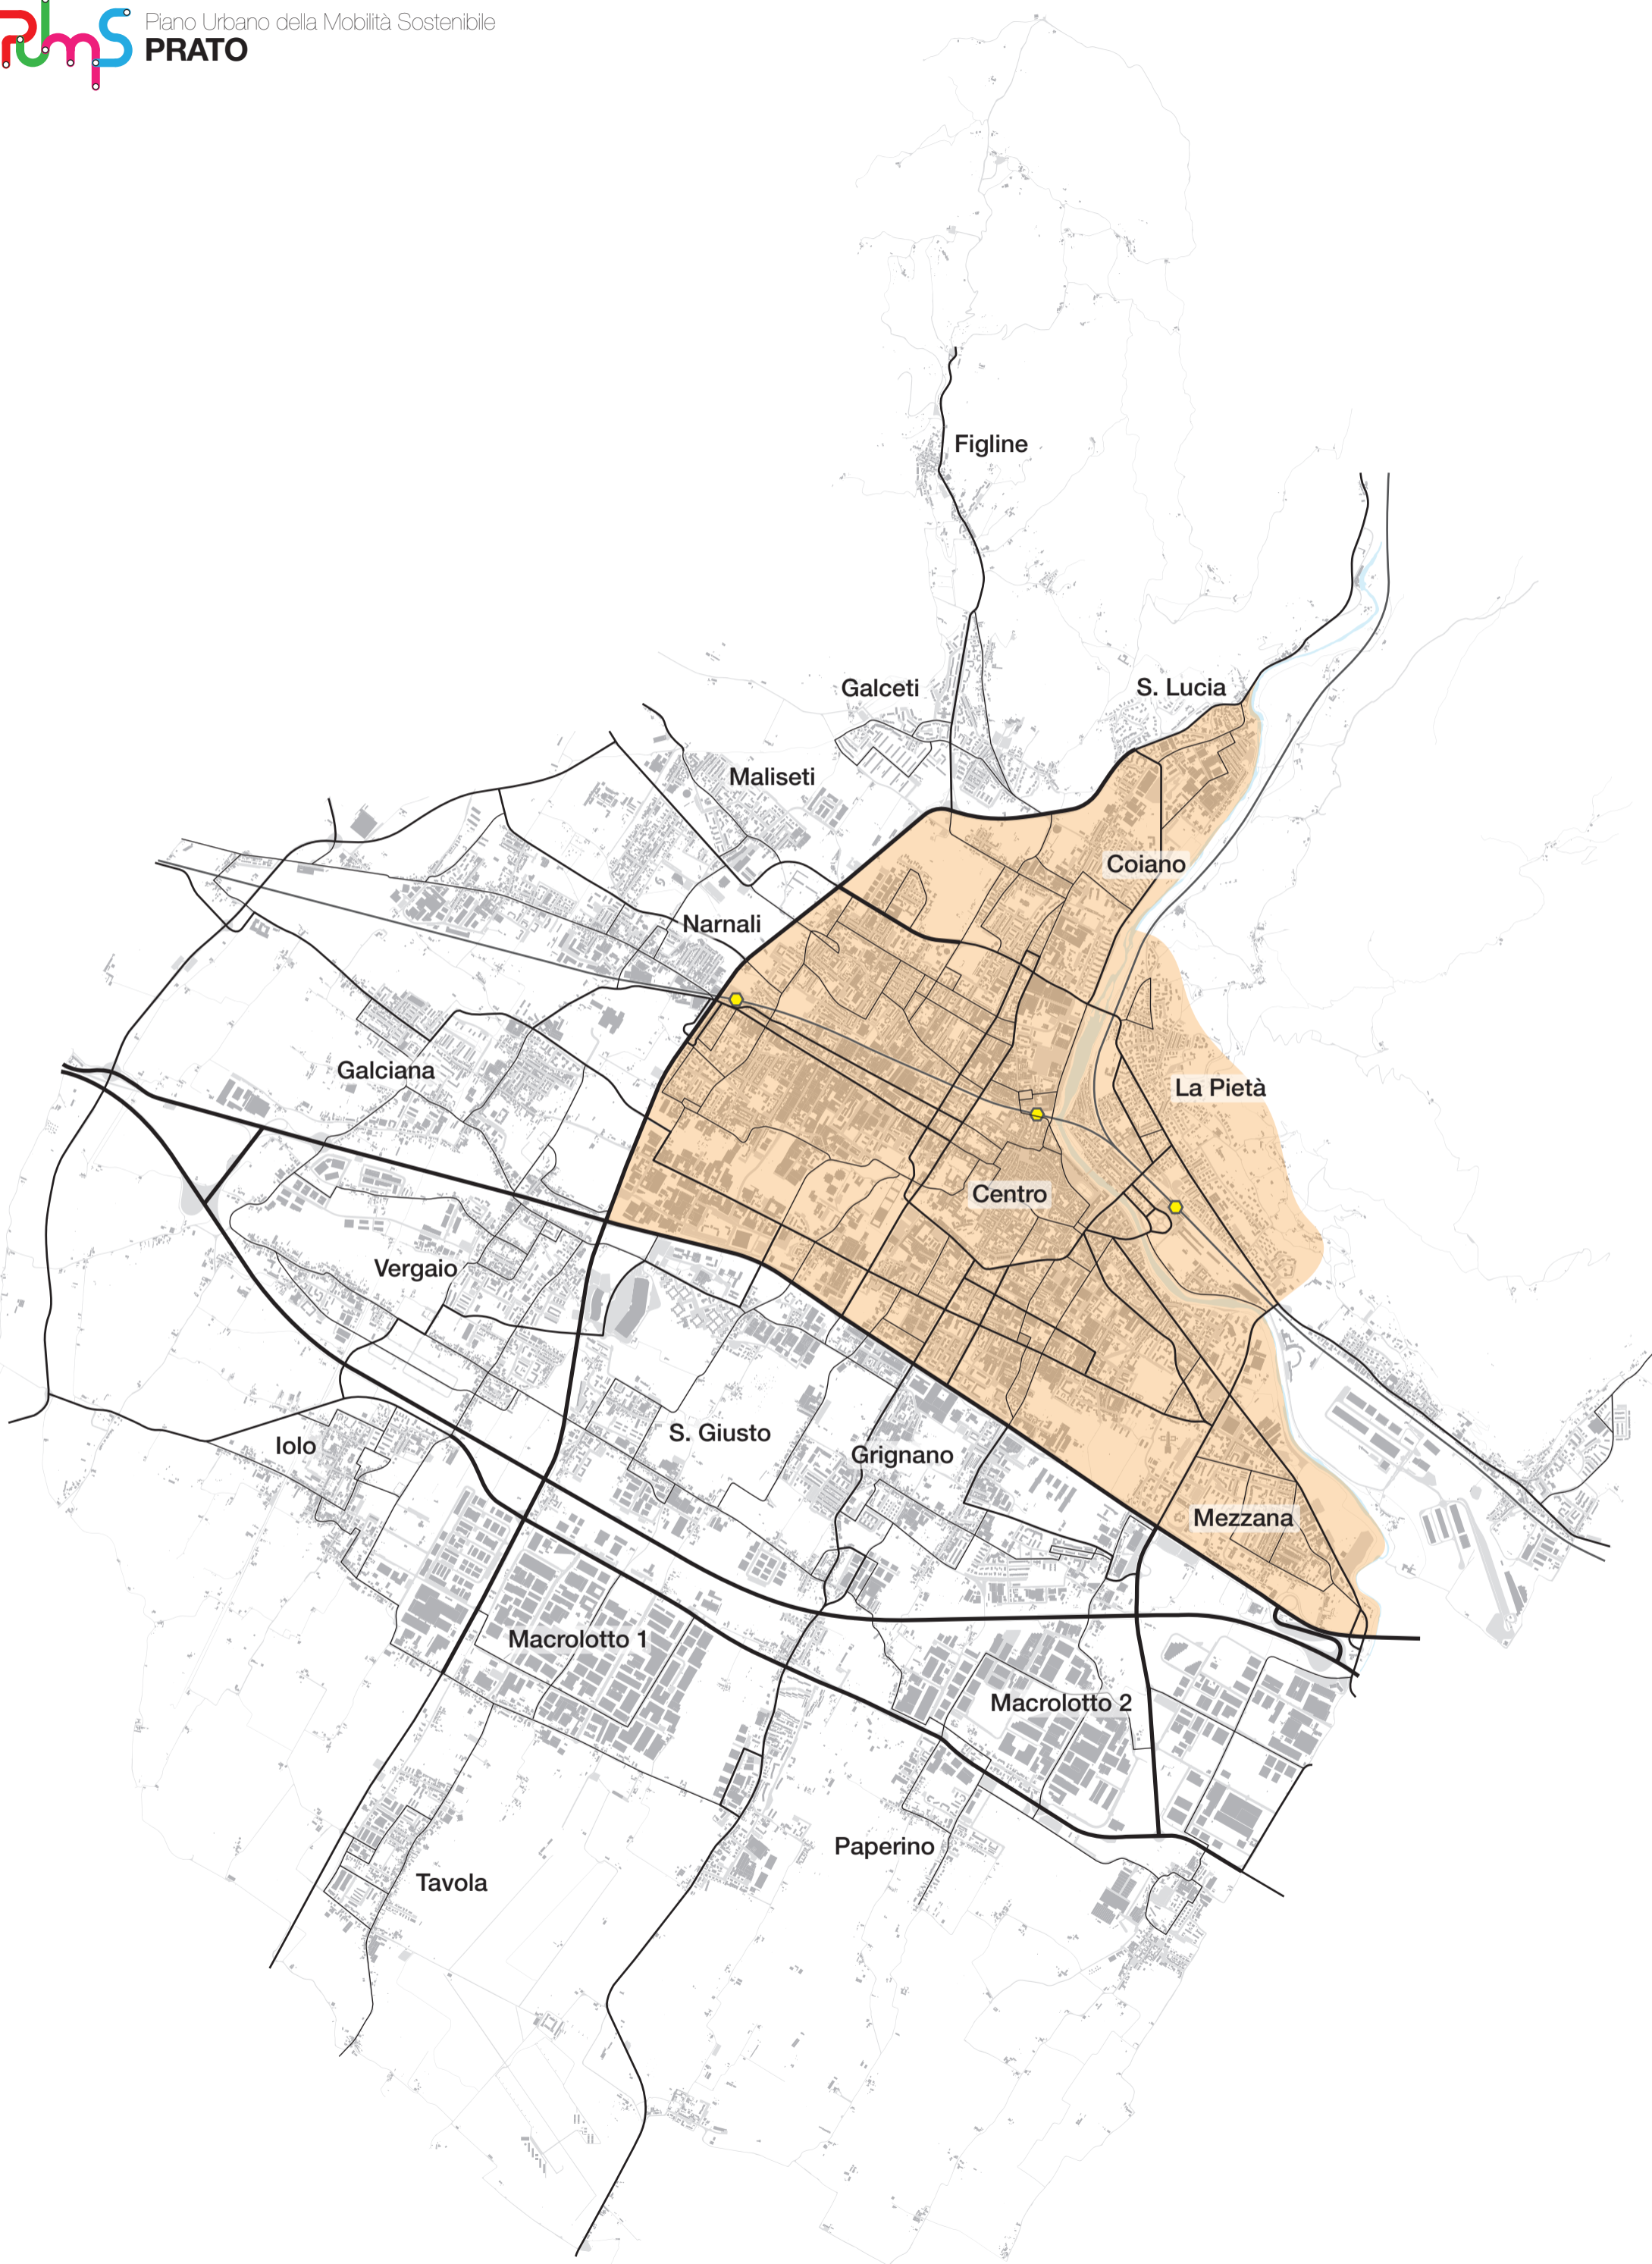 pums
Piano Urbano della Mobilità Sostenibile
PRATO
Figline
Galceti
S. Lucia
Maliseti
Coiano
Narnali
Galciana
La Pietà
Centro
Vergaio
S. Giusto
Iolo
Grignano
Mezzana
Macrolotto 1
Macrolotto 2
Paperino
Tavola